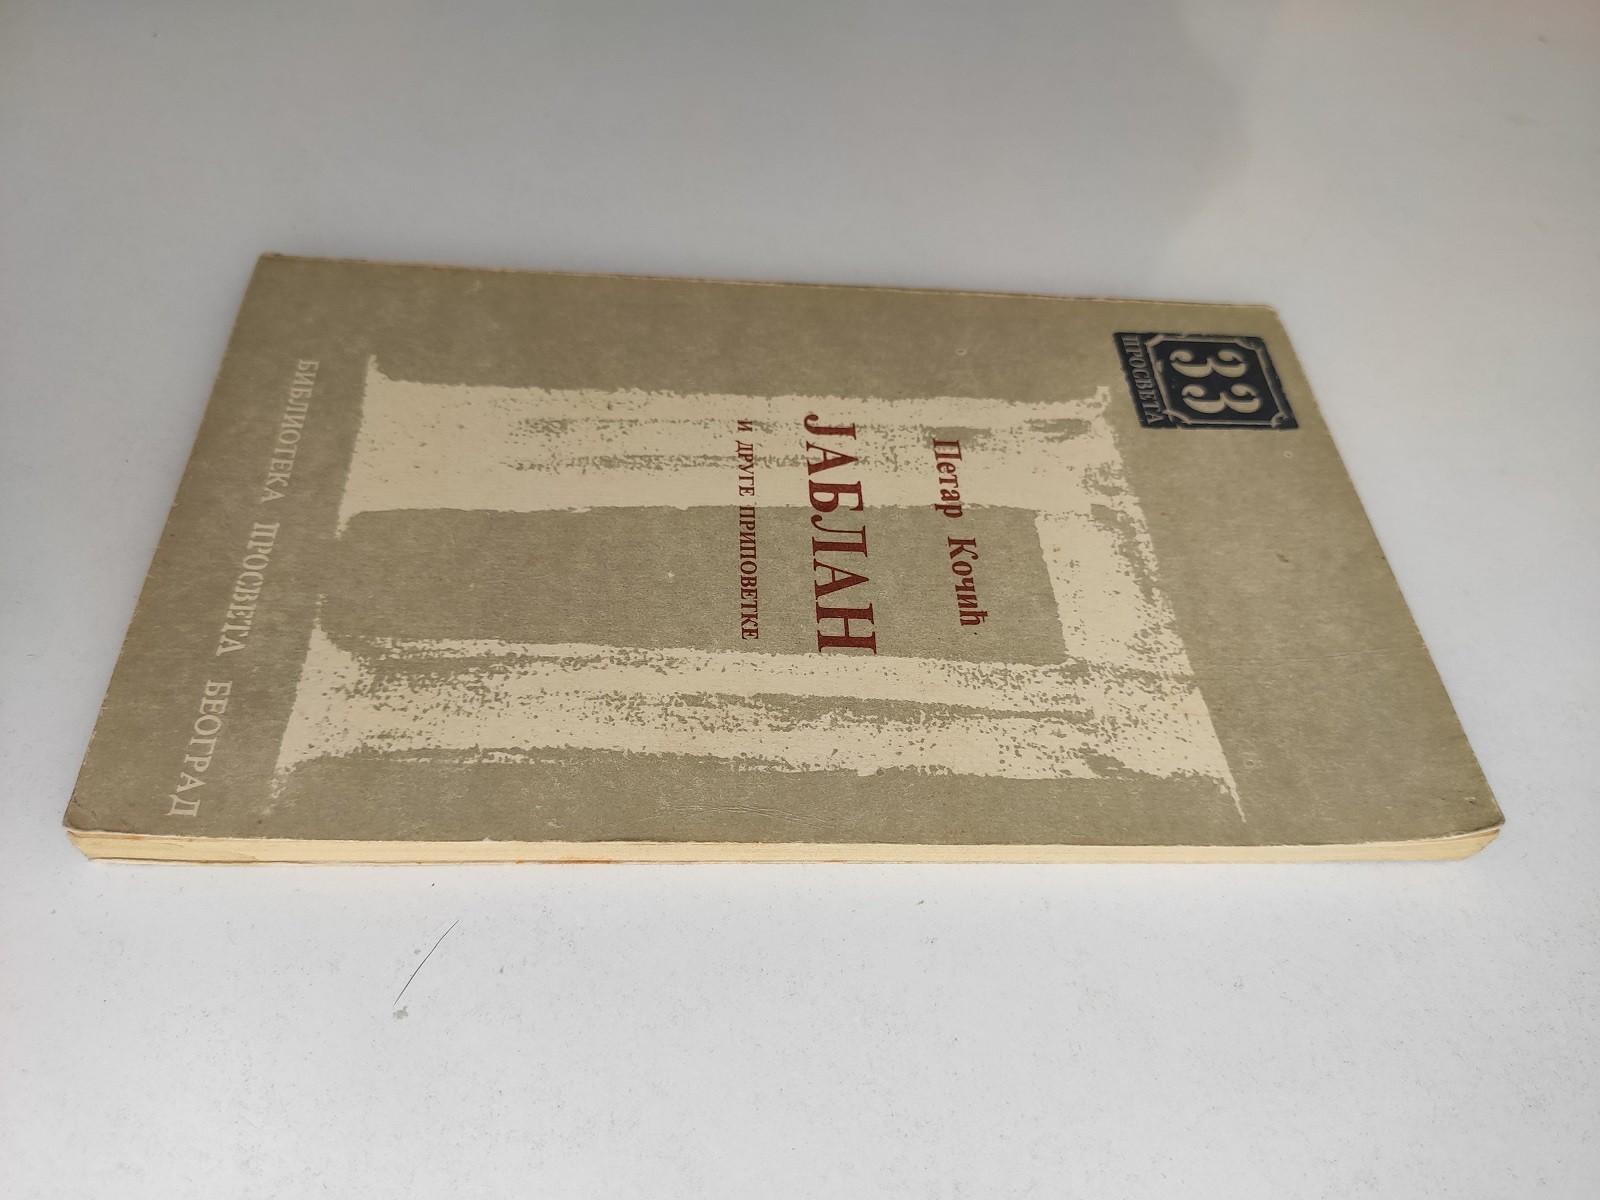 33
ПРОСВЕТА
Петар Кочић
ЈАБЛАН
И ДРУГЕ ПРИПОВЕТКЕ
БИБЛИОТЕКА ПРОСВЕТА БЕОГРАД